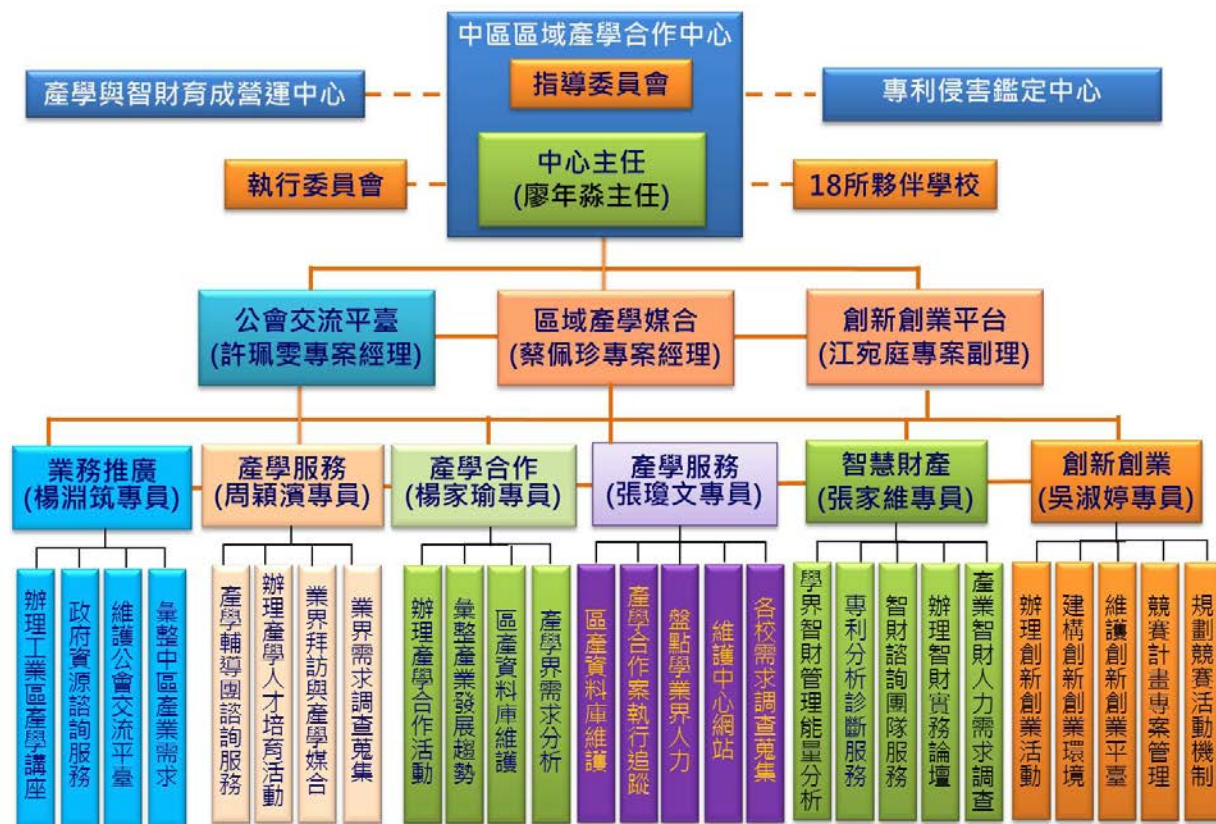 中區區域產學合作中心
指導委員會
產學與智財育成營運中心
專利侵害鑑定中心
中心主任
(廖年淼主任)
執行委員會
18所夥伴學校
公會交流平臺
(許珮雯專案經理)
區域產學媒合
(蔡佩珍專案經理)
創新創業平台
(江宛庭專案副理)
業務推廣
(楊淵筑專員)
產學服務
(周穎濱專員)
產學合作
(楊家瑜專員)
產學服務
(張瓊文專員)
智慧財產
(張家維專員)
創新創業
(吳淑婷專員)
辦理工業區產學講座
政府資源諮詢服務
維護公會交流平臺
彙整中區產業需求
產學輔導團諮詢服務
辦理產學人才培育活動
業界拜訪與產學媒合
業界需求調查蒐集
辦理產學合作活動
彙整產業發展趨勢
區產資料庫維護
產學界需求分析
區產資料庫維護
產學合作案執行追蹤
盤點學業界人力
維護中心網站
各校需求調查蒐集
學界智財管理能量分析
專利分析診斷服務
智財諮詢團隊服務
辦理智財實務論壇
產業智財人力需求調查
辦理創新創業活動
建構創新創業環境
維護創新創業平臺
競賽計畫專案管理
規劃競賽活動機制